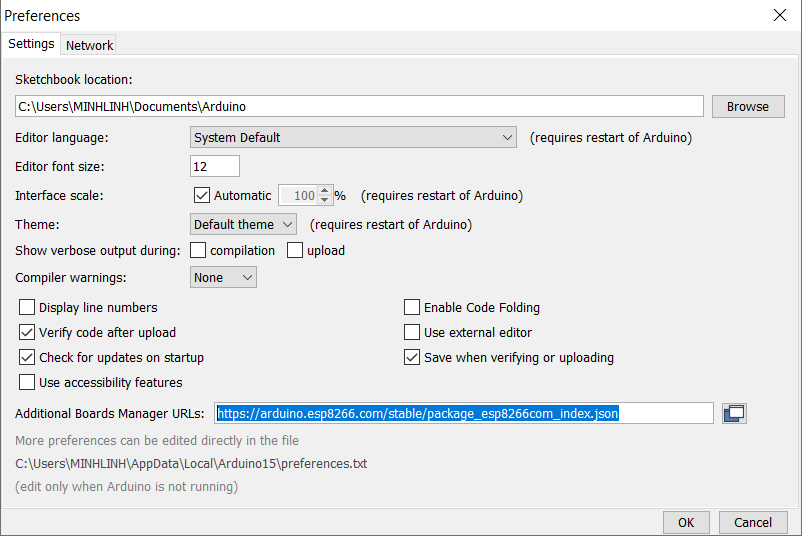 Preferences
Settings Network
Sketchbook location:
C:\Users\MINHLINH\Documents\Arduino Browse
Editor language: System Default (requires restart of Arduino)
Editor font size: 12
Interface scale: Automatic 100 % (requires restart of Arduino)
Theme: Default theme (requires restart of Arduino)
Show verbose output during: compilation upload
Compiler warnings: None
Display line numbers Enable Code Folding
Verify code after upload Use external editor
Check for updates on startup Save when verifying or uploading
Use accessibility features
Additional Boards Manager URLs: https://arduino.esp8266.com/stable/package_esp8266com_index.json
More preferences can be edited directly in the file
C:\Users\MINHLINH\AppData\Local\Arduino15\preferences.txt
(edit only when Arduino is not running)
OK Cancel